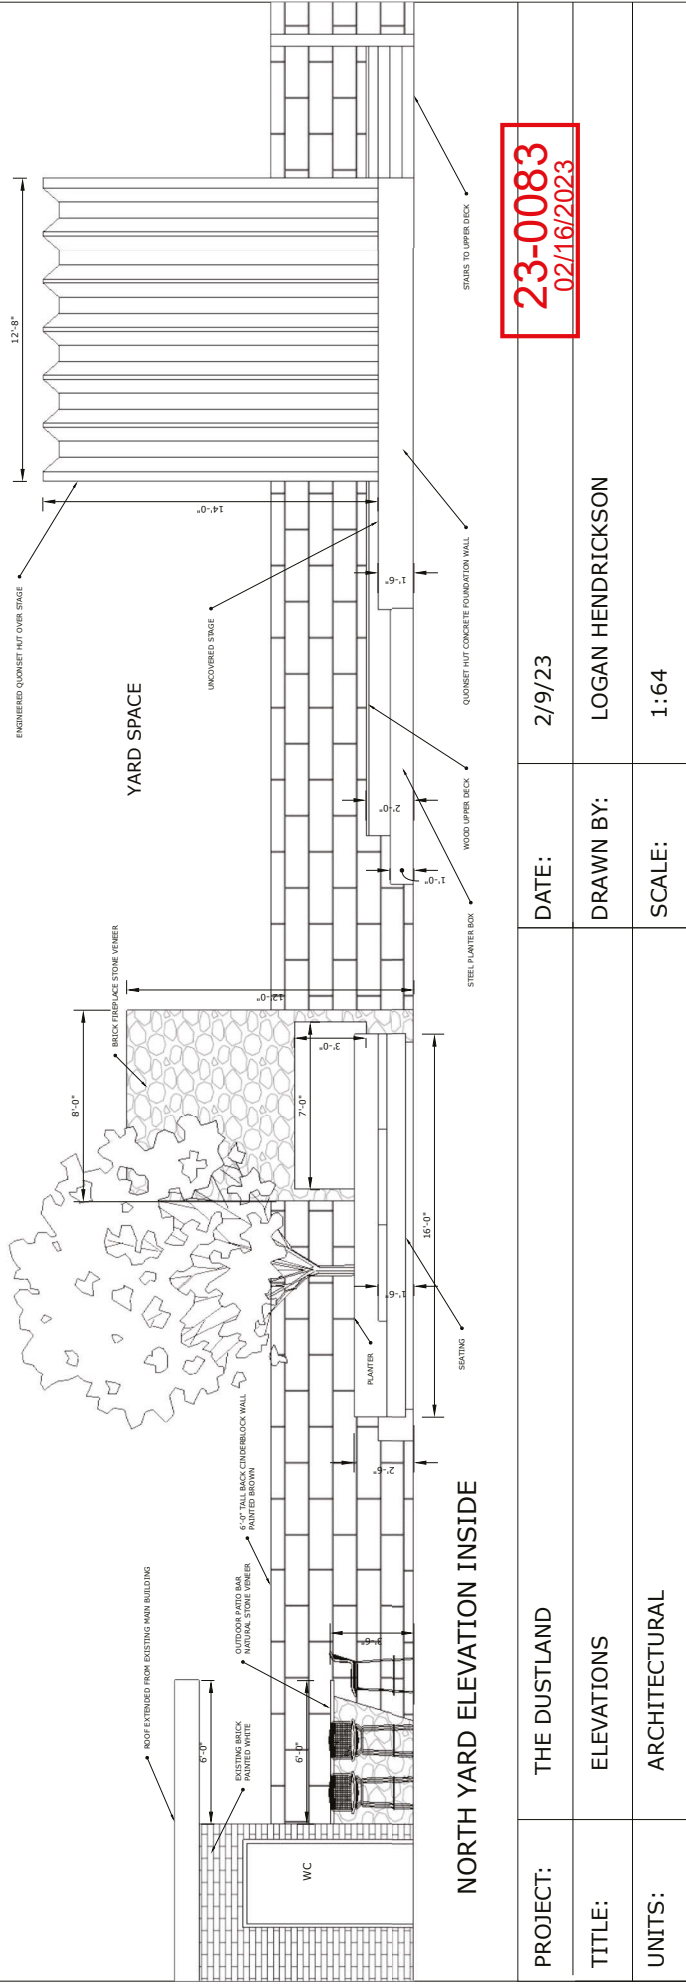 ROOF EXTENDED FROM EXISTING MAIN BUILDING
6'-0"
EXISTING BRICK
PAINTED WHITE
WC
6'-0"
OUTDOOR PATIO BAR
NATURAL STONE VENEER
3'-6"
6'-0" TALL BACK CINDERBLOCK WALL
PAINTED BROWN
2'-6"
PLANTER
1'-6"
SEATING
16'-0"
8'-0"
7'-0"
3'-0"
BRICK FIREPLACE STONE VENEER
12'-0"
YARD SPACE
STEEL PLANTER BOX
1'-0"
2'-0"
WOOD UPPER DECK
ENGINEERED QUONSET HUT OVER STAGE
UNCOVERED STAGE
1'-6"
14'-0"
QUONSET HUT CONCRETE FOUNDATION WALL
12'-8"
STAIRS TO UPPER DECK
NORTH YARD ELEVATION INSIDE
23-0083
02/16/2023
PROJECT: THE DUSTLAND DATE: 2/9/23
TITLE: ELEVATIONS DRAWN BY: LOGAN HENDRICKSON
UNITS: ARCHITECTURAL SCALE: 1:64